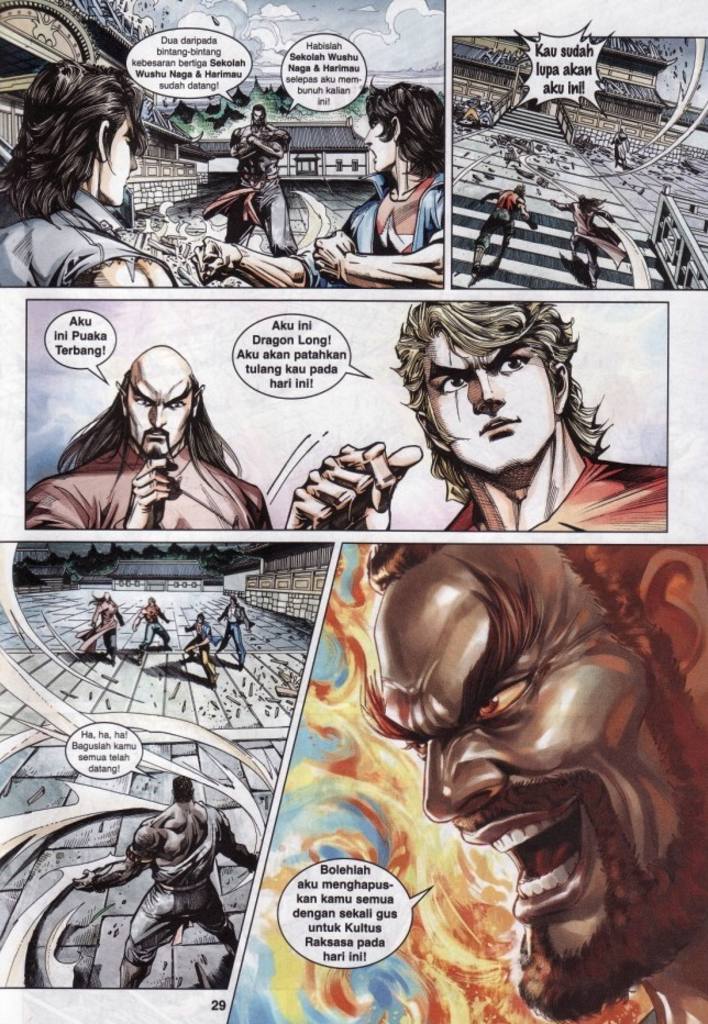 Dua daripada
bintang-bintang
kebesaran bertiga Sekolah
Wushu Naga & Harimau
sudah datang!
Habislah
Sekolah Wushu
Naga & Harimau
selepas aku mem-
bunuh kalian
ini!
Kau sudah
lupa akan
aku ini!
Aku
ini Puaka
Terbang!
Aku ini
Dragon Long!
Aku akan patahkan
tulang kau pada
hari ini!
Ha, ha, ha!
Baguslah kamu
semua telah
datang!
Bolehlah
aku menghapus-
kan kamu semua
dengan sekali gus
untuk Kultus
Raksasa pada
hari ini!
29